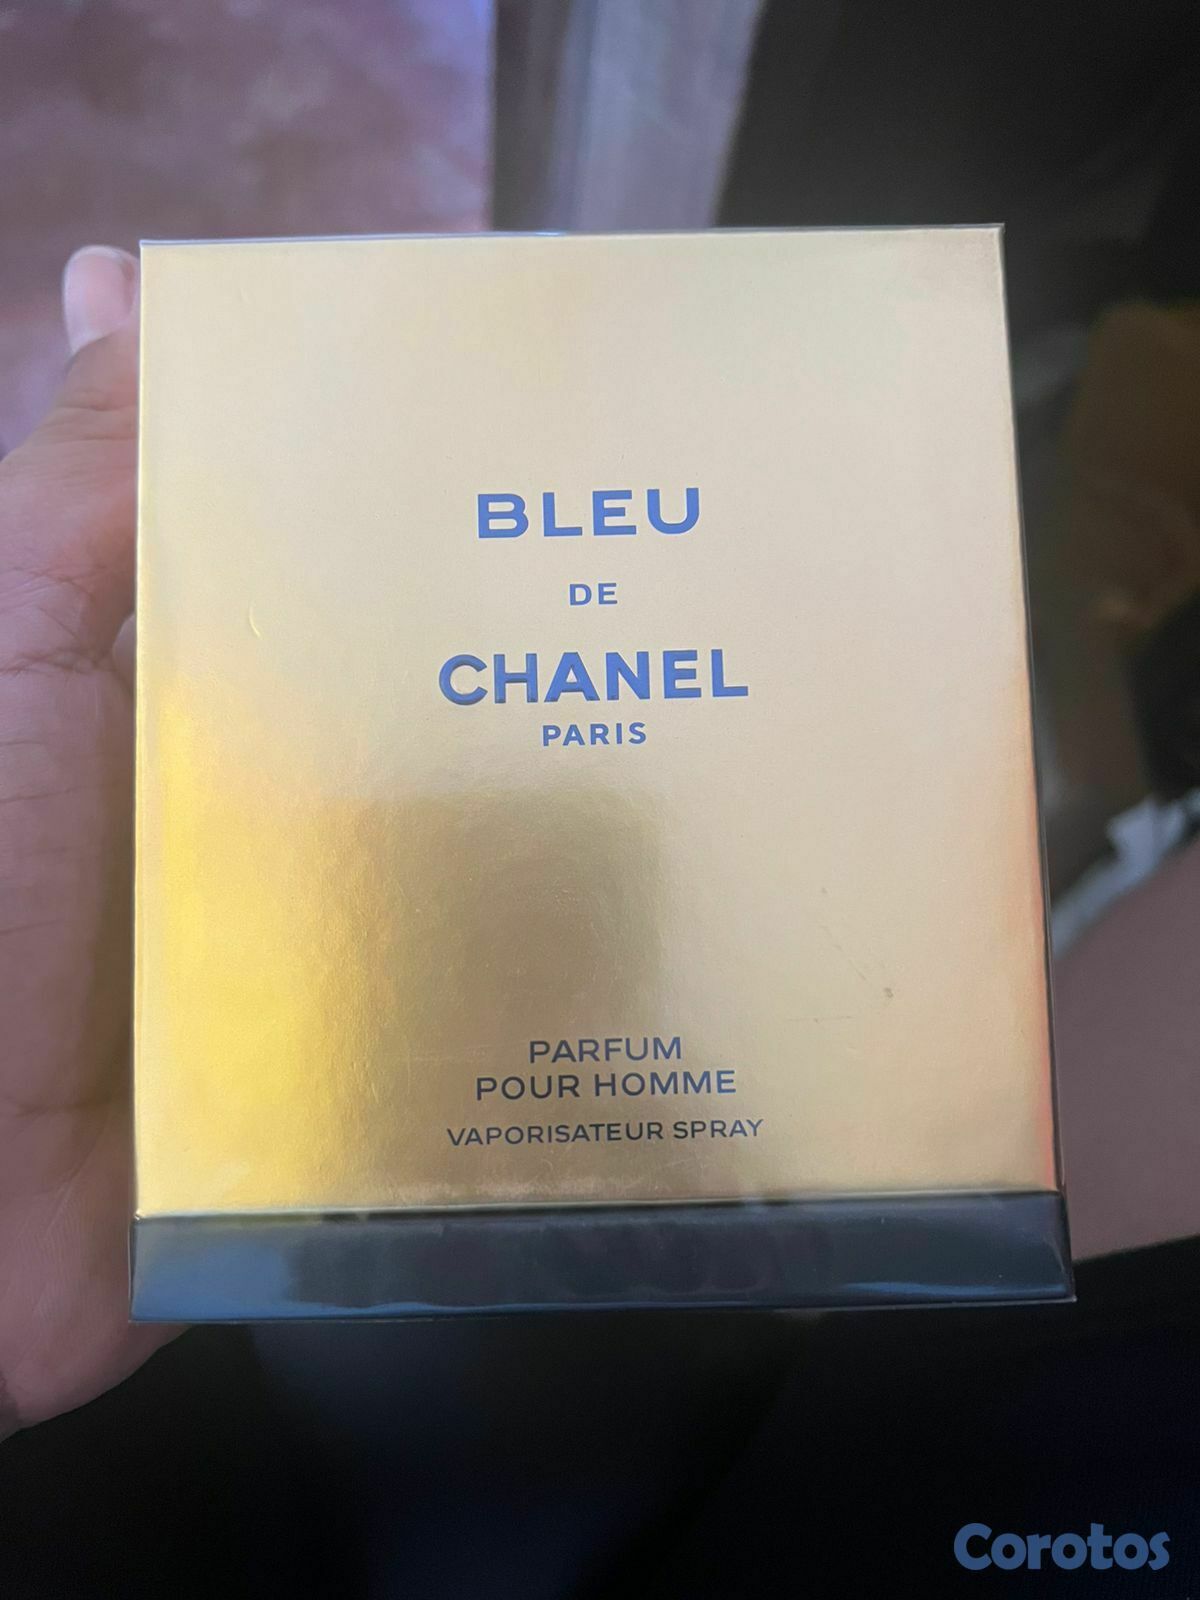 BLEU
DE
CHANEL
PARIS
PARFUM
POUR HOMME
VAPORISATEUR SPRAY
Corotos